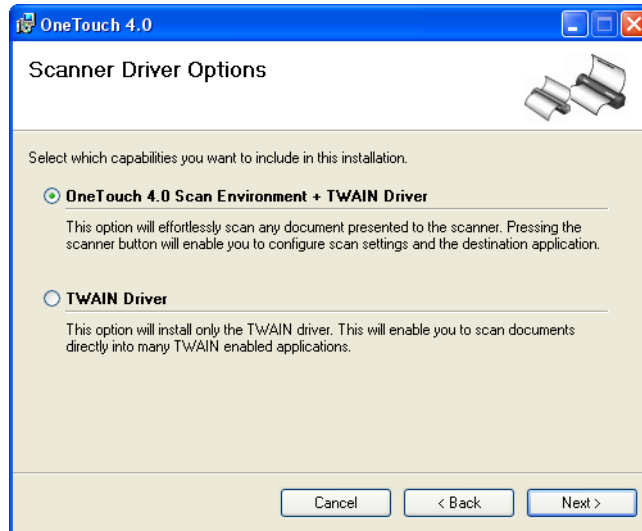 OneTouch 4.0
Scanner Driver Options
Select which capabilities you want to include in this installation.
OneTouch 4.0 Scan Environment + TWAIN Driver
This option will effortlessly scan any document presented to the scanner. Pressing the
scanner button will enable you to configure scan settings and the destination application.
TWAIN Driver
This option will install only the TWAIN driver. This will enable you to scan documents
directly into many TWAIN enabled applications.
Cancel < Back Next >